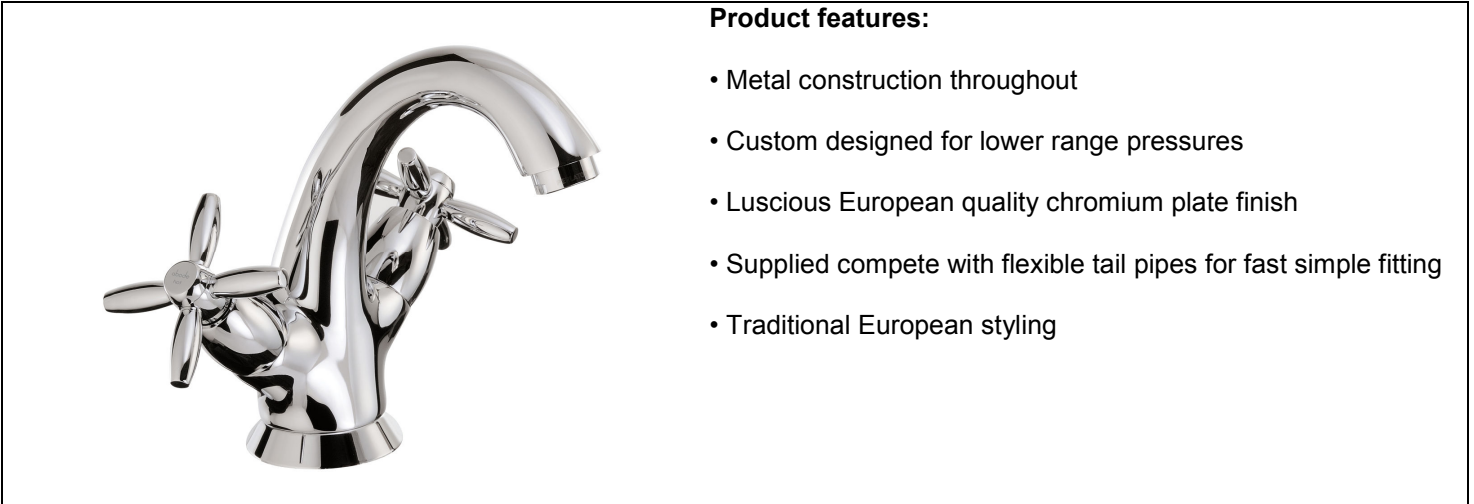 Product features:
• Metal construction throughout
• Custom designed for lower range pressures
• Luscious European quality chromium plate finish
• Supplied compete with flexible tail pipes for fast simple fitting
• Traditional European styling